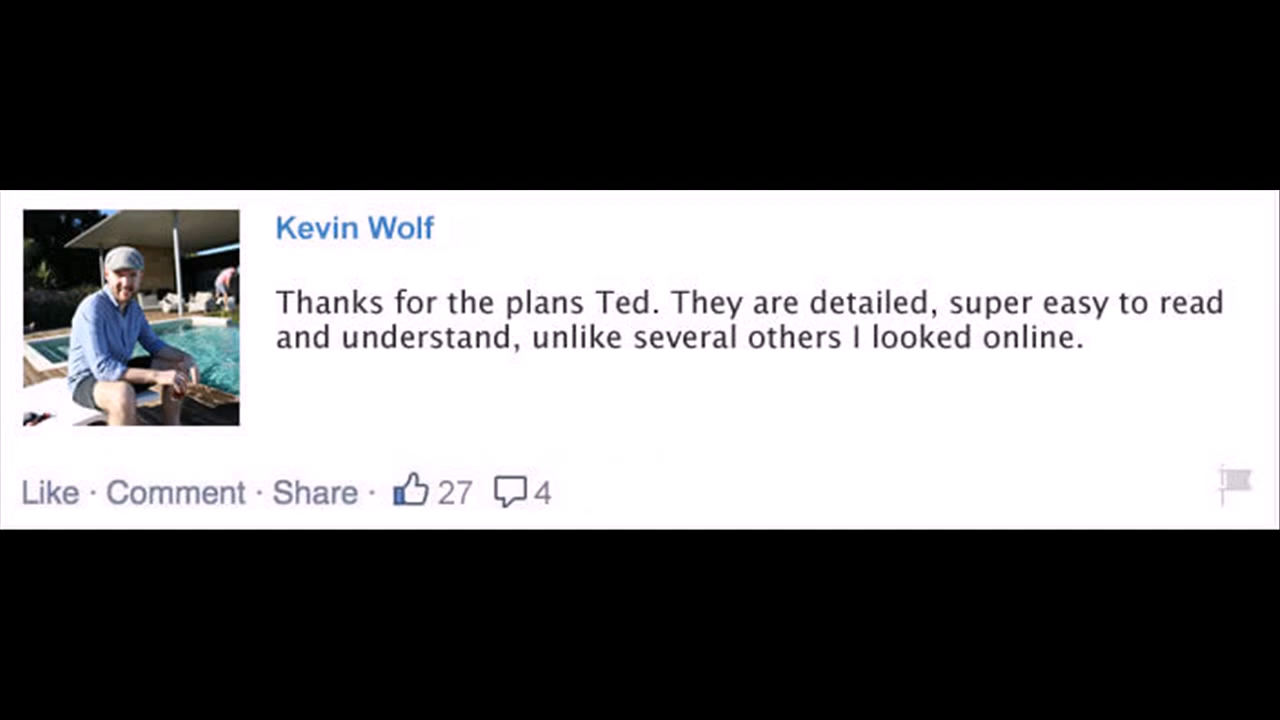 Kevin Wolf
Thanks for the plans Ted. They are detailed, super easy to read
and understand, unlike several others I looked online.
Like · Comment · Share · 27 4